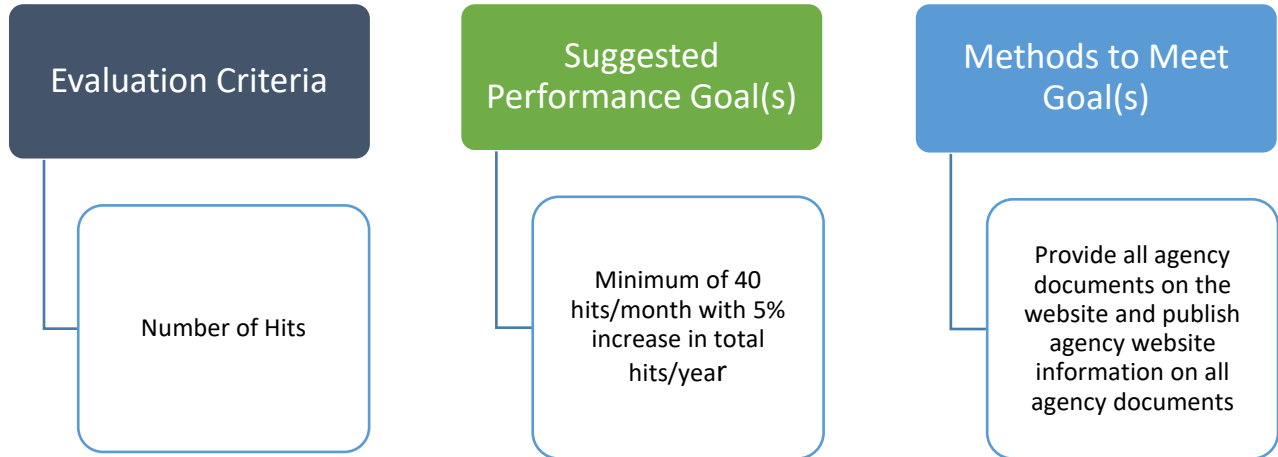 Evaluation Criteria
Number of Hits
Suggested
Performance Goal(s)
Minimum of 40
hits/month with 5%
increase in total
hits/year
Methods to Meet
Goal(s)
Provide all agency
documents on the
website and publish
agency website
information on all
agency documents